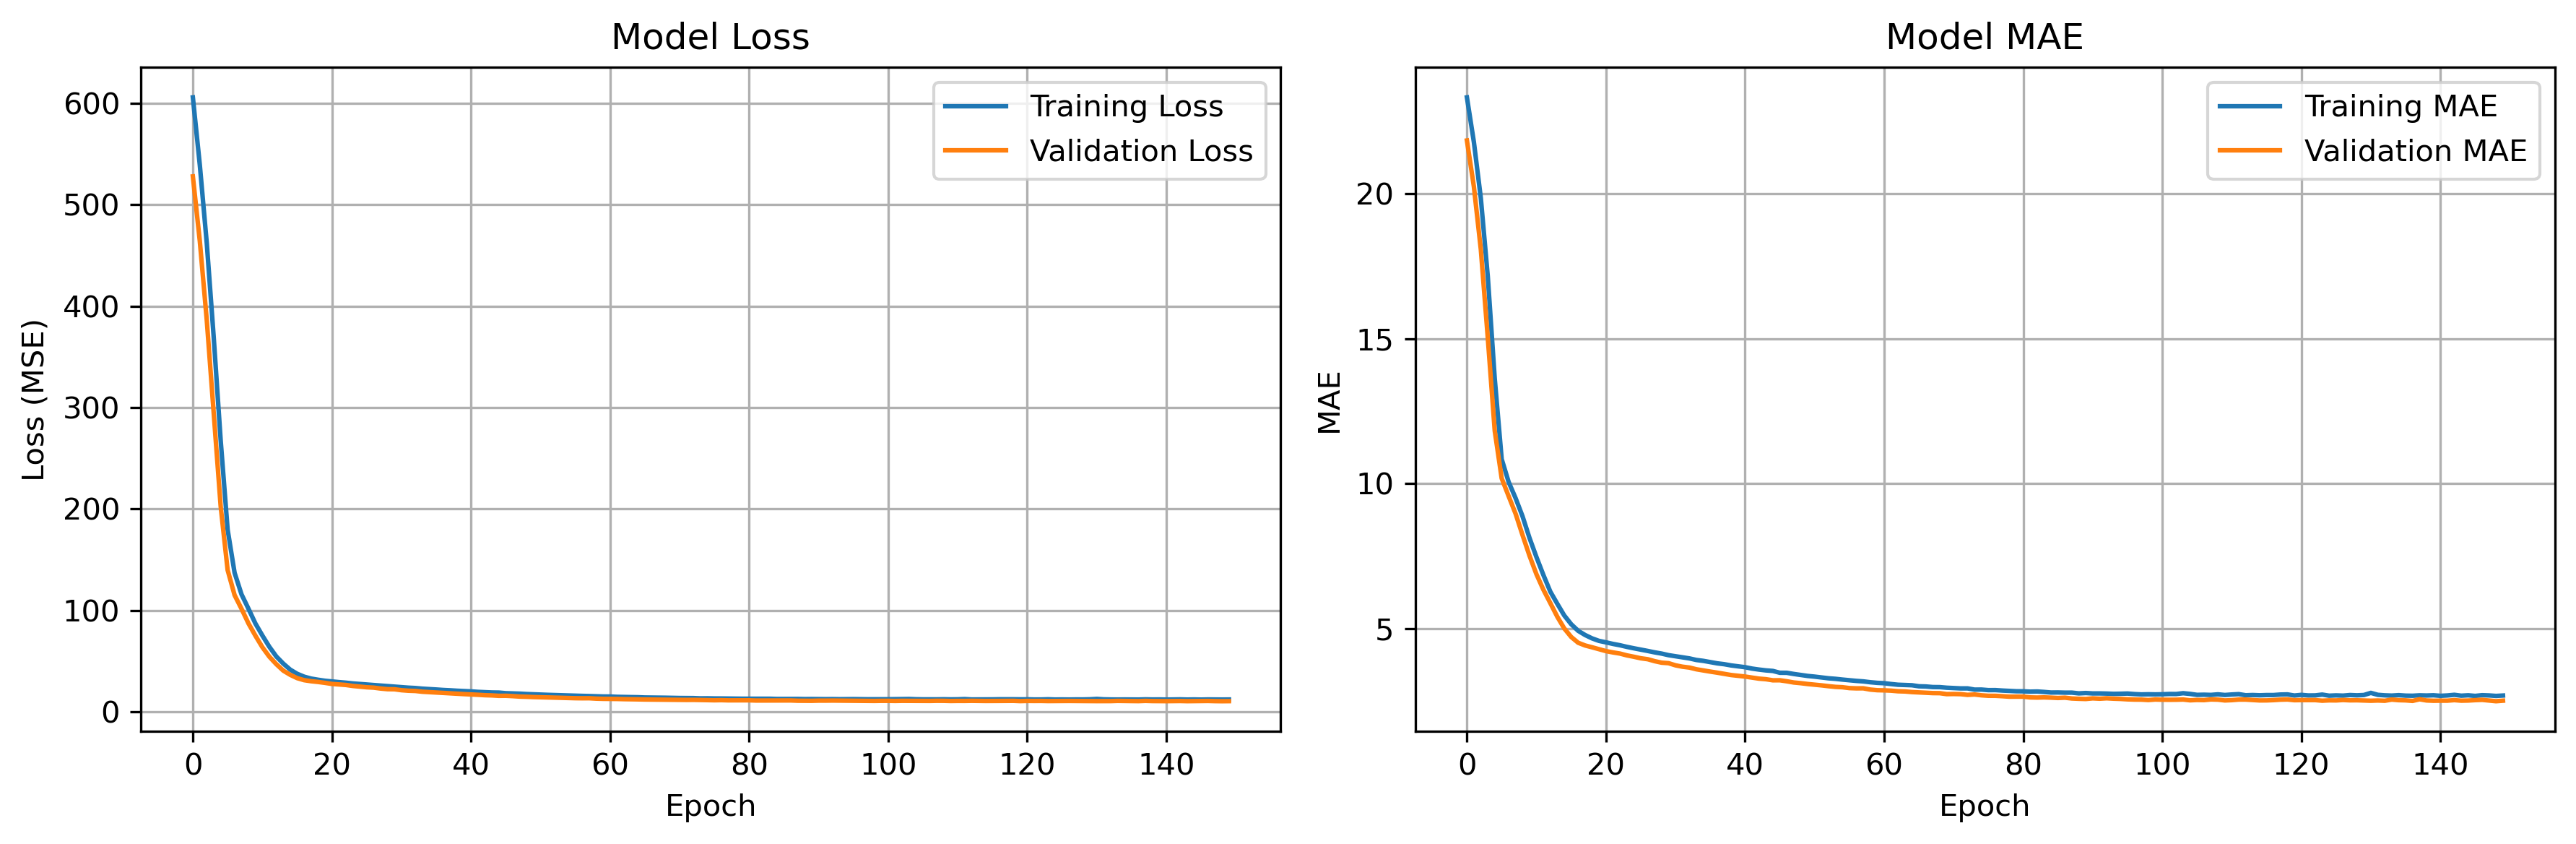 Model Loss
600
500
400
300
200
100
0
Loss (MSE)
Training Loss
Validation Loss
0 20 40 60 80 100 120 140
Epoch
Model MAE
20
15
10
5
MAE
Training MAE
Validation MAE
0 20 40 60 80 100 120 140
Epoch